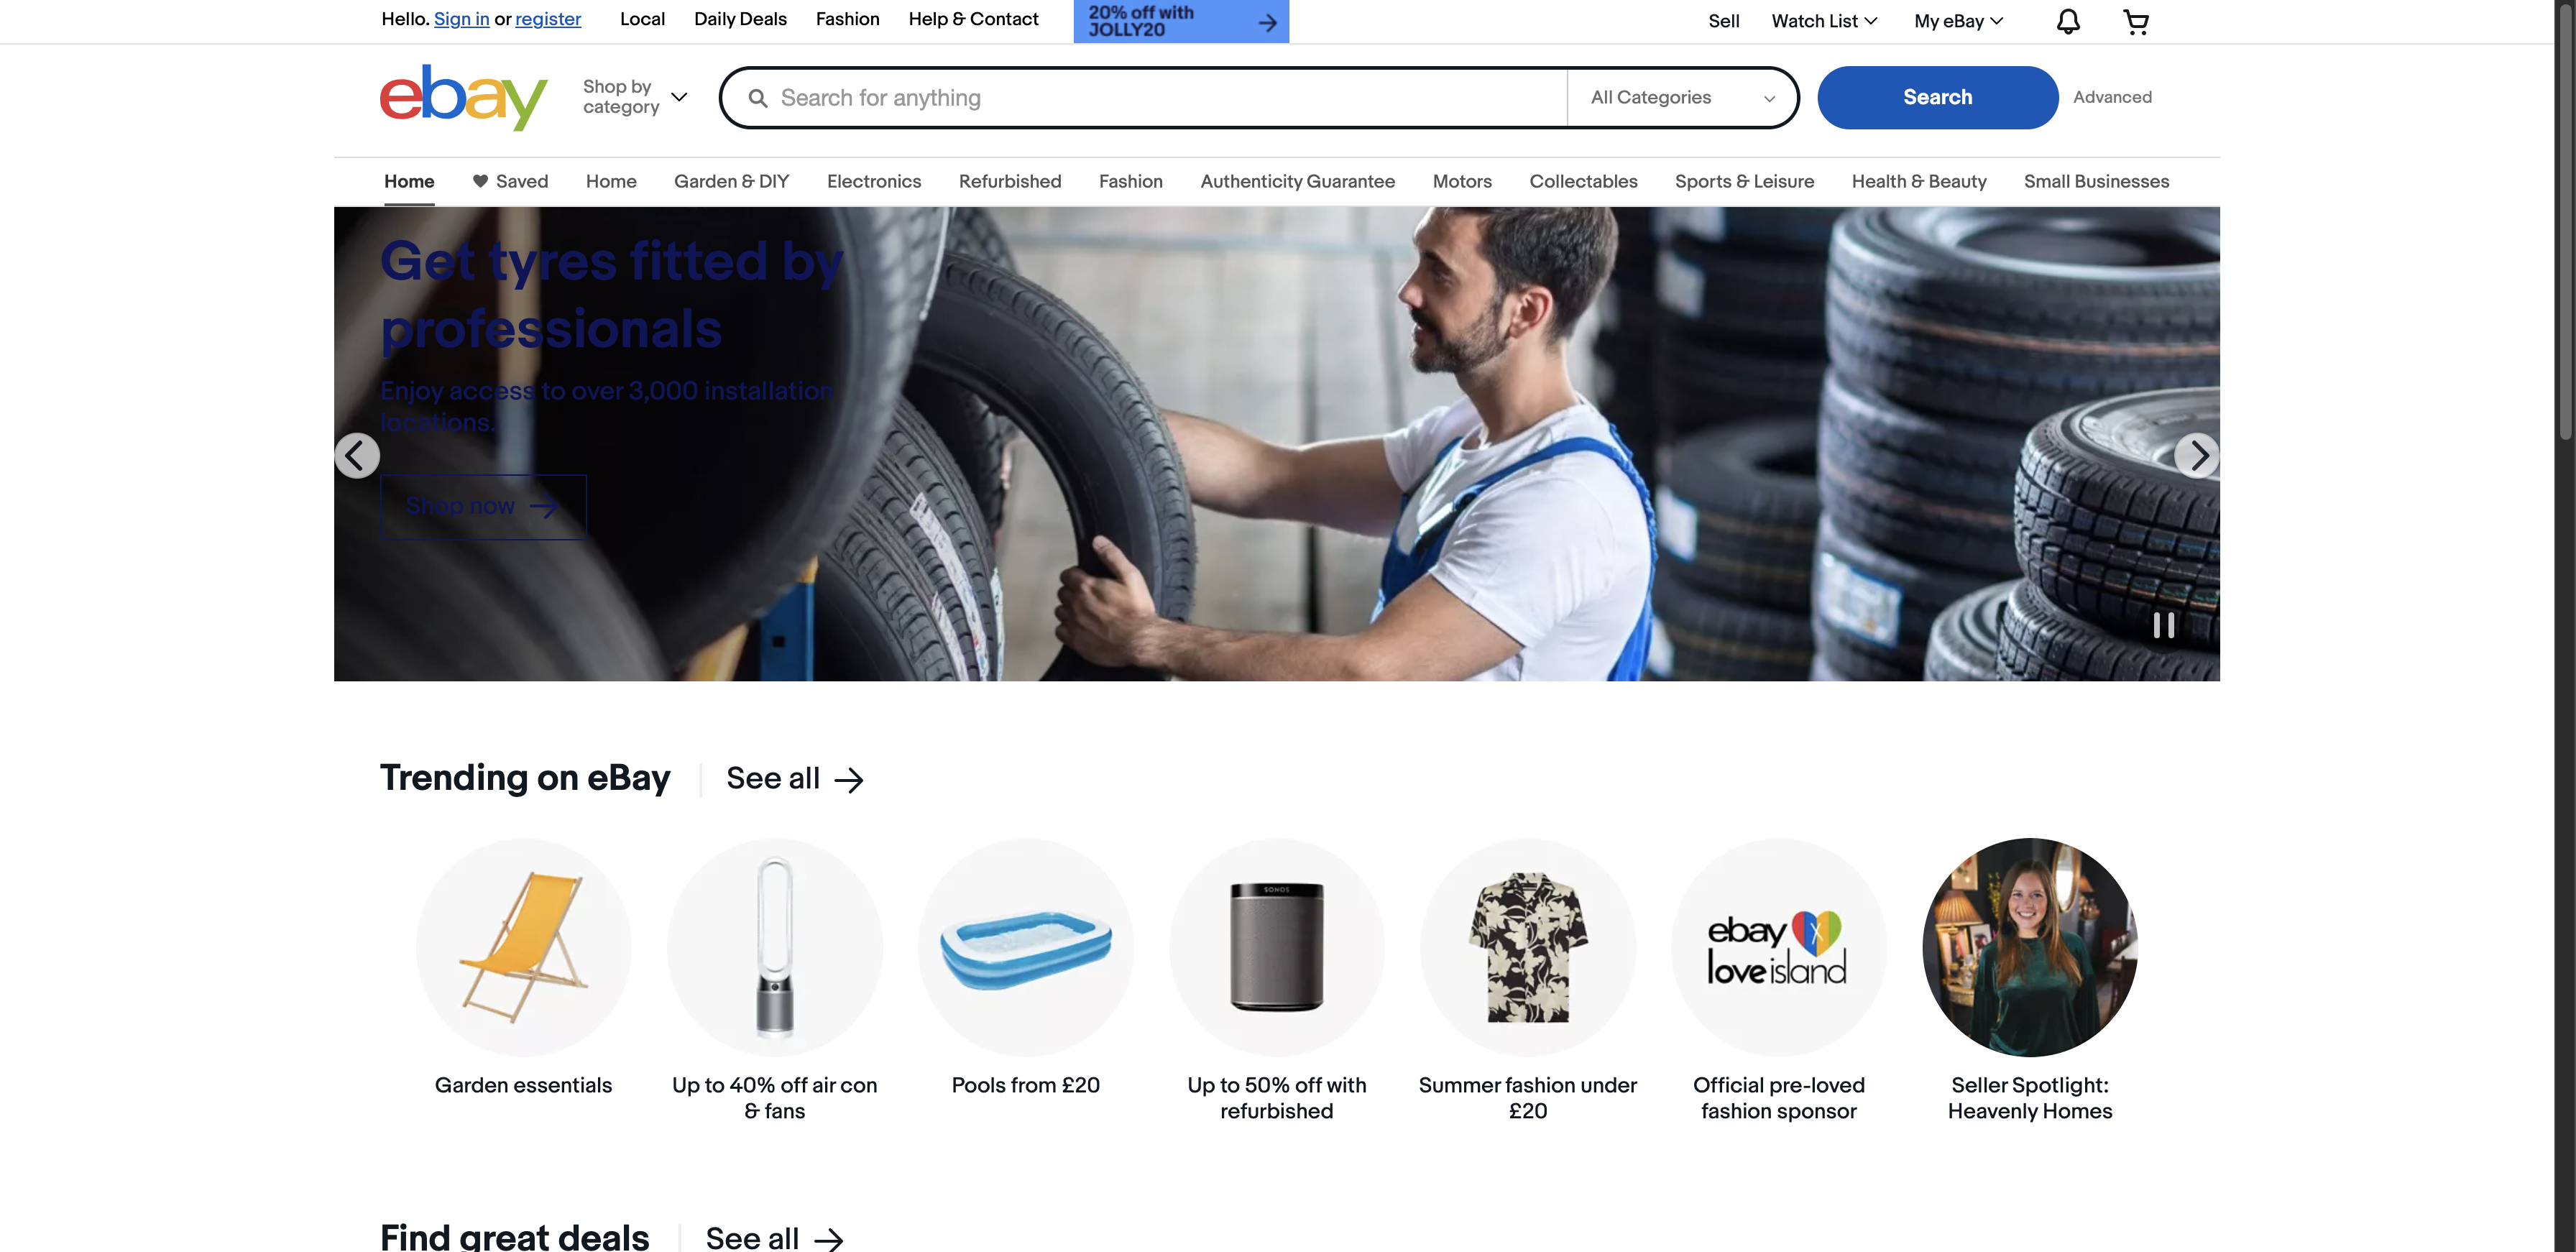 Hello. Sign in or register
Local
Daily Deals
Fashion
Help & Contact
20% off with
JOLLY20
Sell
Watch List
My eBay
ebay
Shop by
category
Search for anything
All Categories
Search
Advanced
Home
Saved
Home
Garden & DIY
Electronics
Refurbished
Fashion
Authenticity Guarantee
Motors
Collectables
Sports & Leisure
Health & Beauty
Small Businesses
Get tyres fitted by
professionals
Enjoy access to over 3,000 installation
locations.
Shop now
Trending on eBay
See all
SONOS
ebay
loveisland
Garden essentials
Up to 40% off air con
& fans
Pools from £20
Up to 50% off with
refurbished
Summer fashion under
£20
Official pre-loved
fashion sponsor
Seller Spotlight:
Heavenly Homes
Find great deals
See all